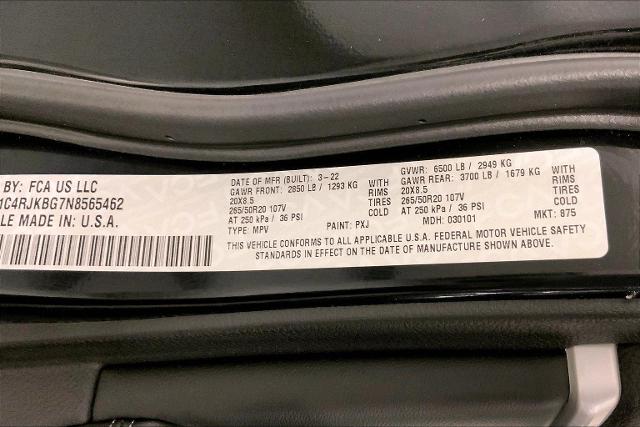 BY: FCA US LLC
1C4RJKBG7N8565462
LE MADE IN: U.S.A.
DATE OF MFR (BUILT): 3-22
GAWR FRONT: 2850 LB / 1293 KG WITH
20X8.5 RIMS
265/50R20 107V TIRES
AT 250 kPa / 36 PSI
TYPE: MPV PAINT: PXJ
GVWR: 6500 LB / 2949 KG
GAWR REAR: 3700 LB / 1679 KG WITH
20X8.5 RIMS
265/50R20 107V TIRES
AT 250 kPa / 36 PSI
MDH: 030101 MKT: 875
THIS VEHICLE CONFORMS TO ALL APPLICABLE U.S.A. FEDERAL MOTOR VEHICLE SAFETY
STANDARDS IN EFFECT ON THE DATE OF MANUFACTURE SHOWN ABOVE.